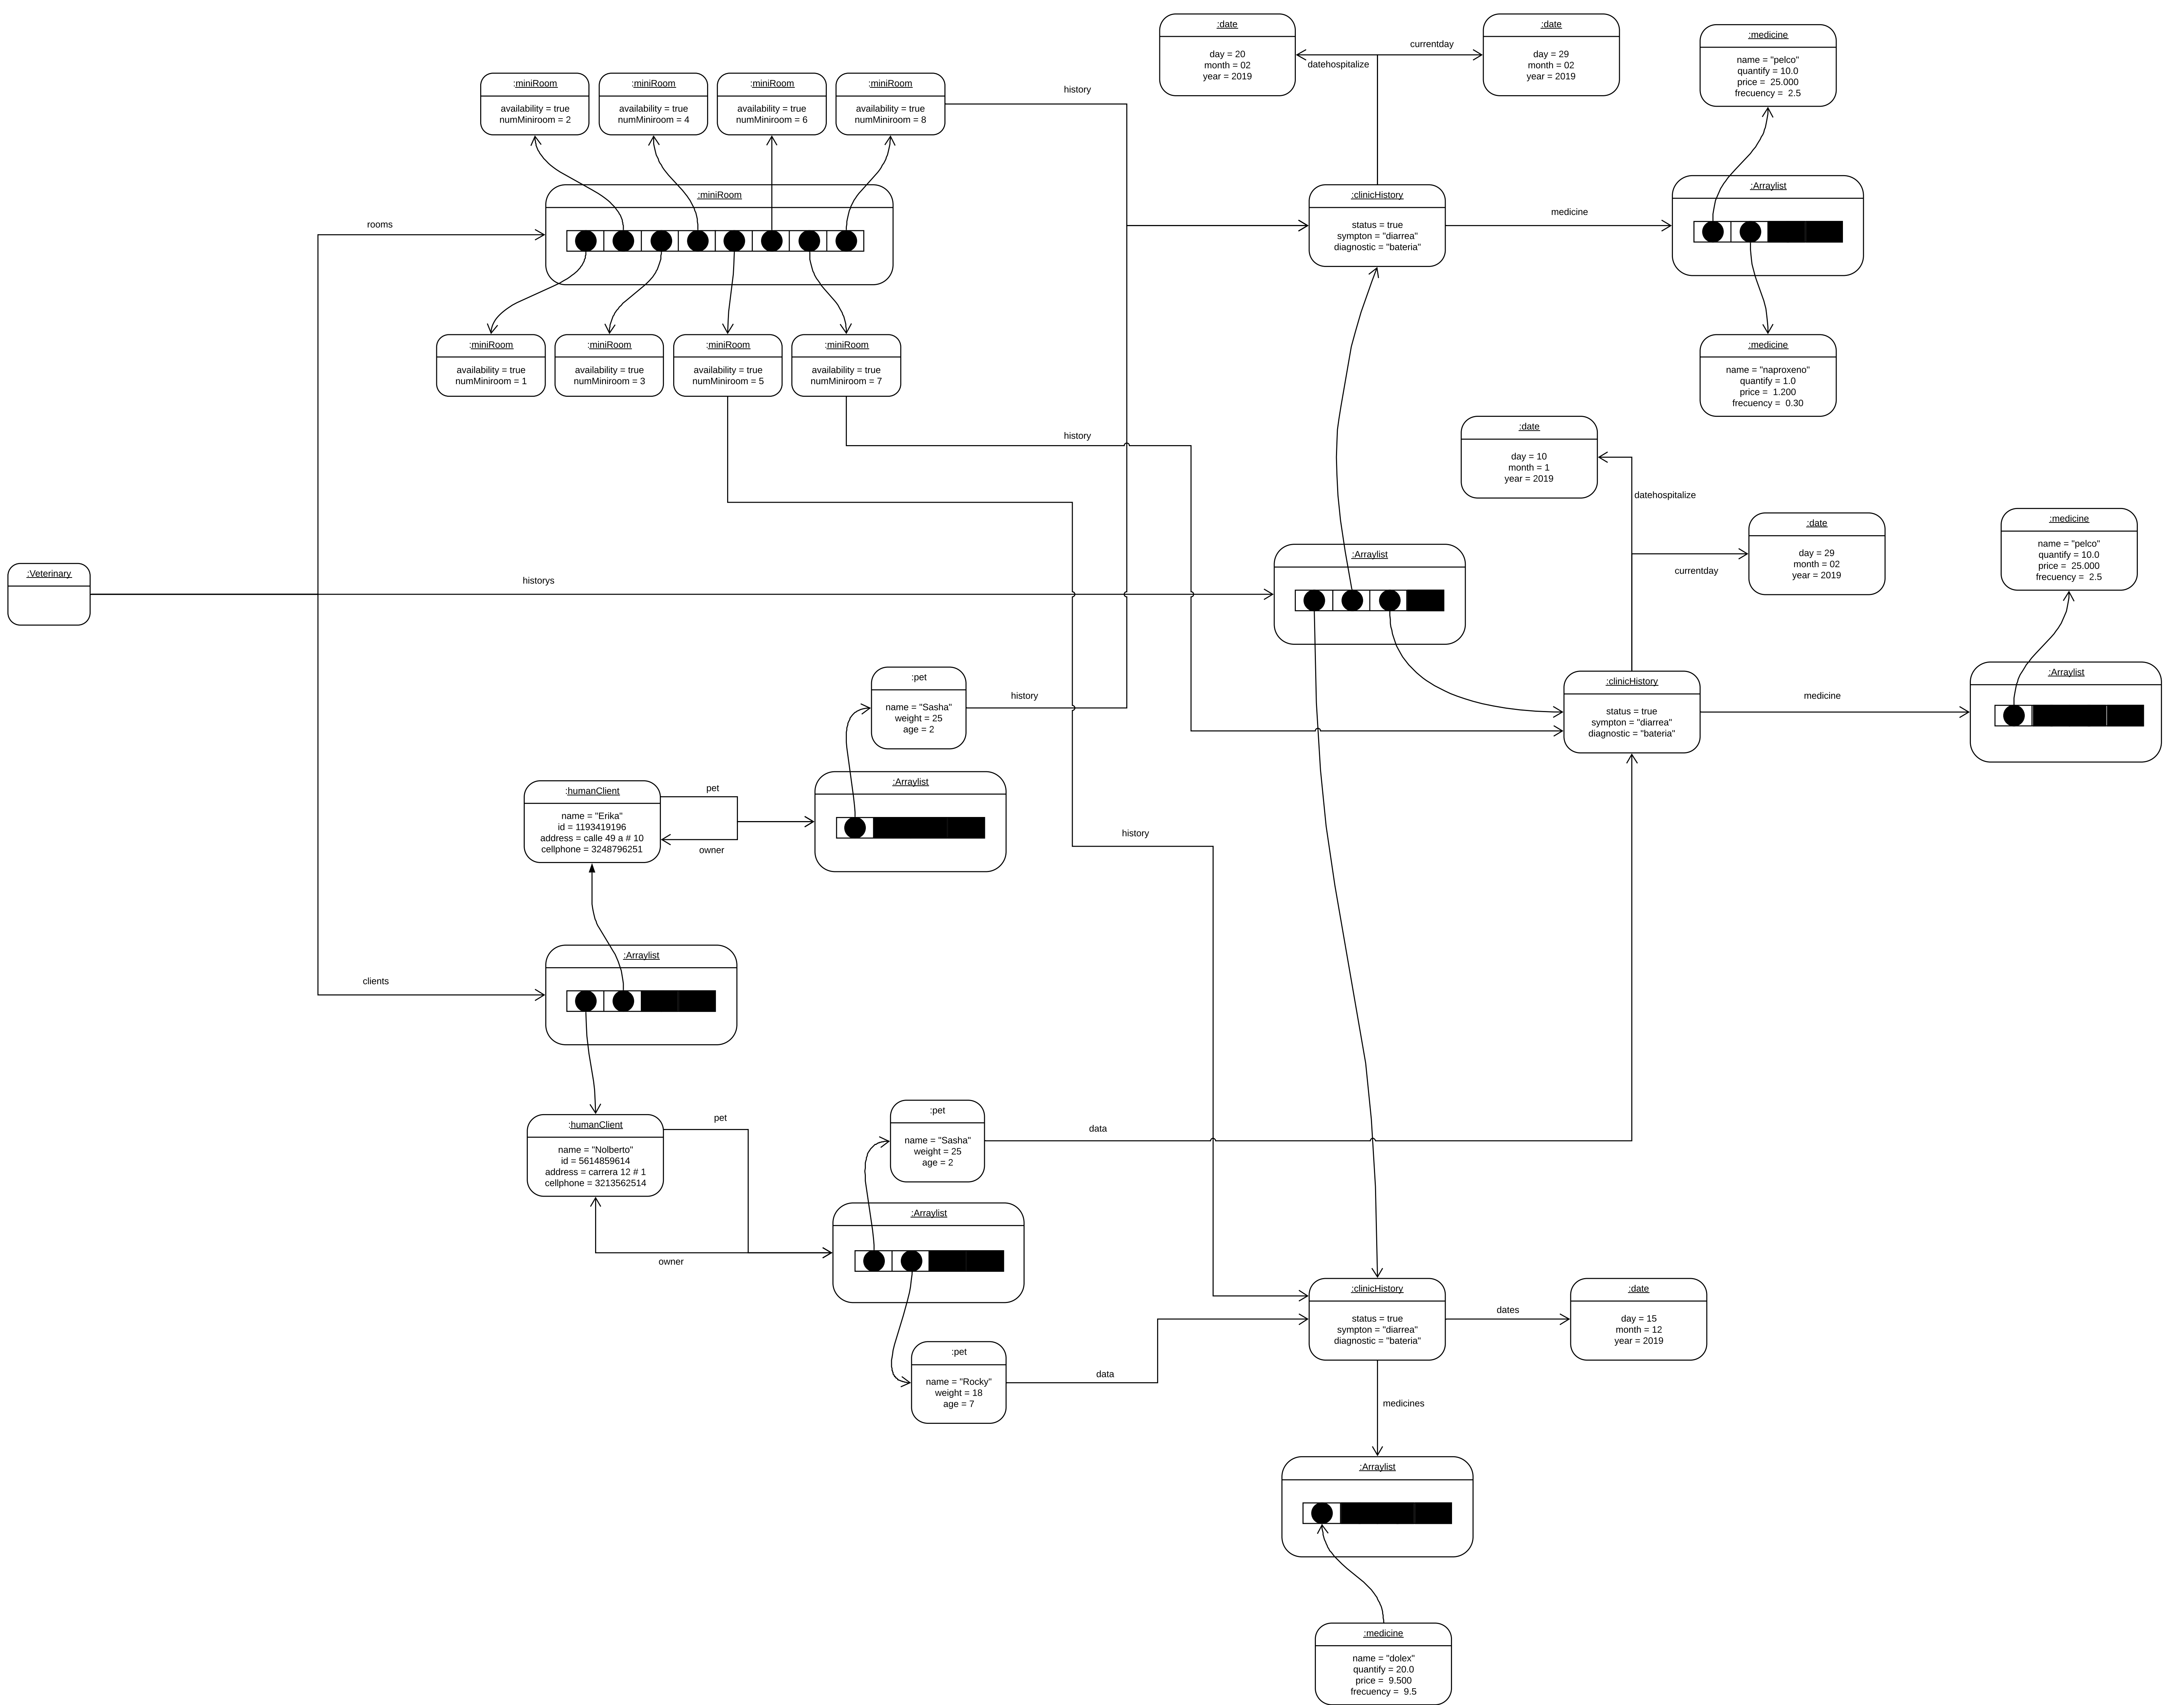 :date
day = 20
month = 02
year = 2019
datehospitalize
currentday
:date
day = 29
month = 02
year = 2019
:medicine
name = "pelco"
quantify = 10.0
price =  25.000
frecuency =  2.5
:miniRoom
availability = true
numMiniroom = 2
:miniRoom
availability = true
numMiniroom = 4
:miniRoom
availability = true
numMiniroom = 6
:miniRoom
availability = true
numMiniroom = 8
history
:miniRoom
rooms
:clinicHistory
status = true
sympton = "diarrea"
diagnostic = "bateria"
medicine
:Arraylist
:miniRoom
availability = true
numMiniroom = 1
:miniRoom
availability = true
numMiniroom = 3
:miniRoom
availability = true
numMiniroom = 5
:miniRoom
availability = true
numMiniroom = 7
:medicine
name = "naproxeno"
quantify = 1.0
price =  1.200
frecuency =  0.30
history
:date
day = 10
month = 1
year = 2019
datehospitalize
:date
day = 29
month = 02
year = 2019
currentday
:medicine
name = "pelco"
quantify = 10.0
price =  25.000
frecuency =  2.5
:Veterinary
historys
:Arraylist
:pet
name = "Sasha"
weight = 25
age = 2
history
:clinicHistory
status = true
sympton = "diarrea"
diagnostic = "bateria"
medicine
:Arraylist
:humanClient
name = "Erika"
id = 1193419196
address = calle 49 a # 10
cellphone = 3248796251
pet
owner
:Arraylist
history
clients
:Arraylist
:humanClient
name = "Nolberto"
id = 5614859614
address = carrera 12 # 1
cellphone = 3213562514
pet
owner
:pet
name = "Sasha"
weight = 25
age = 2
data
:Arraylist
:pet
name = "Rocky"
weight = 18
age = 7
data
:clinicHistory
status = true
sympton = "diarrea"
diagnostic = "bateria"
dates
:date
day = 15
month = 12
year = 2019
medicines
:Arraylist
:medicine
name = "dolex"
quantify = 20.0
price =  9.500
frecuency =  9.5